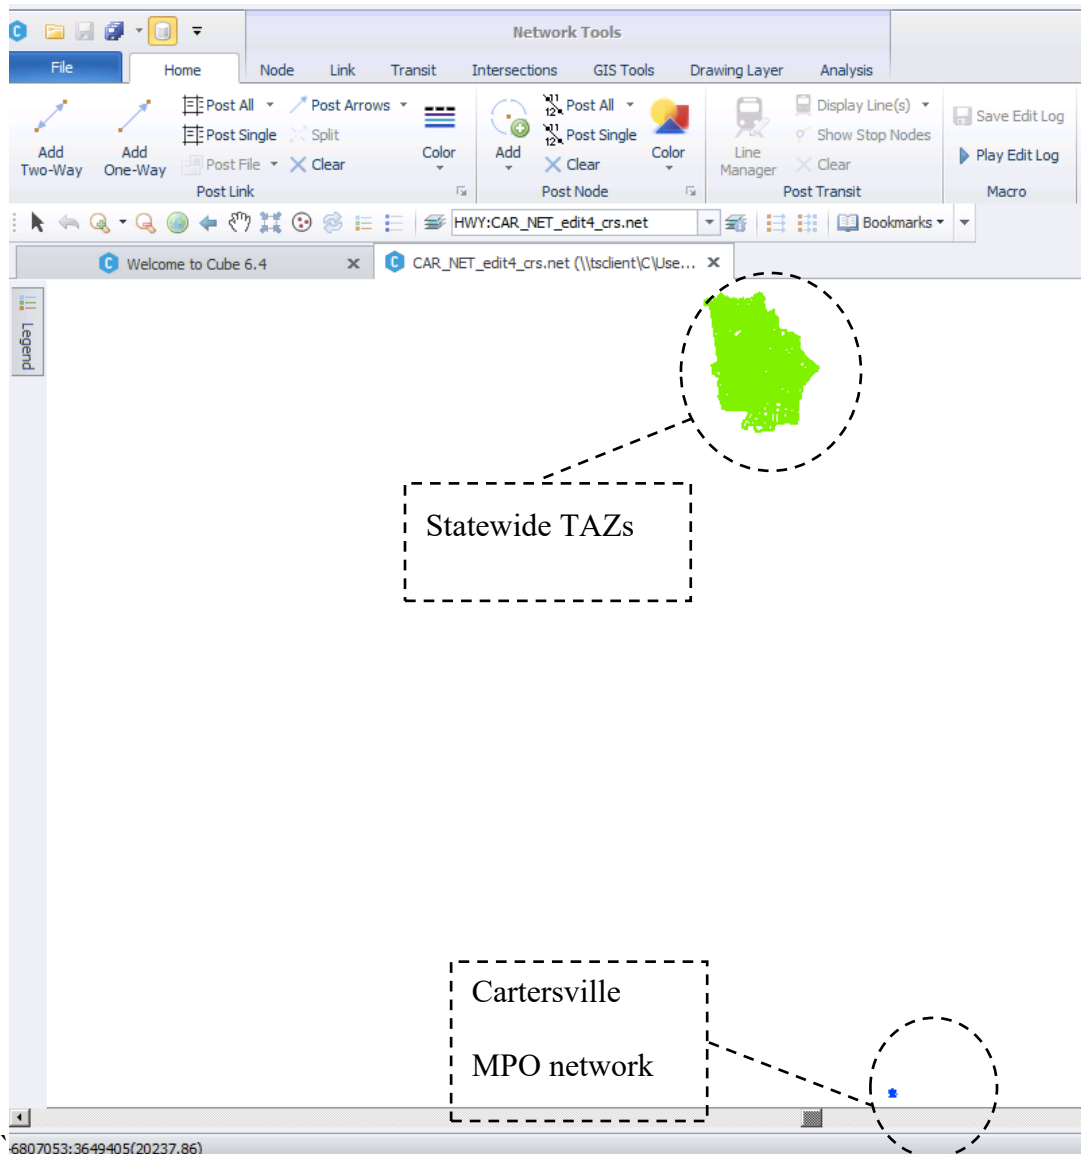 Network Tools
File Home Node Link Transit Intersections GIS Tools Drawing Layer Analysis
Add Two-Way
Add One-Way
Post All
Post Single
Post File
Post Arrows
Split
Clear
Color
Post Link
Add
Post All
Post Single
Clear
Color
Post Node
Line Manager
Display Line(s)
Show Stop Nodes
Clear
Post Transit
Save Edit Log
Play Edit Log
Macro
HWY:CAR_NET_edit4_crs.net
Bookmarks
Welcome to Cube 6.4
CAR_NET_edit4_crs.net (\\tsclient\C\Use...
Legend
Statewide TAZs
Cartersville
MPO network
-6807053:3649405(20237.86)